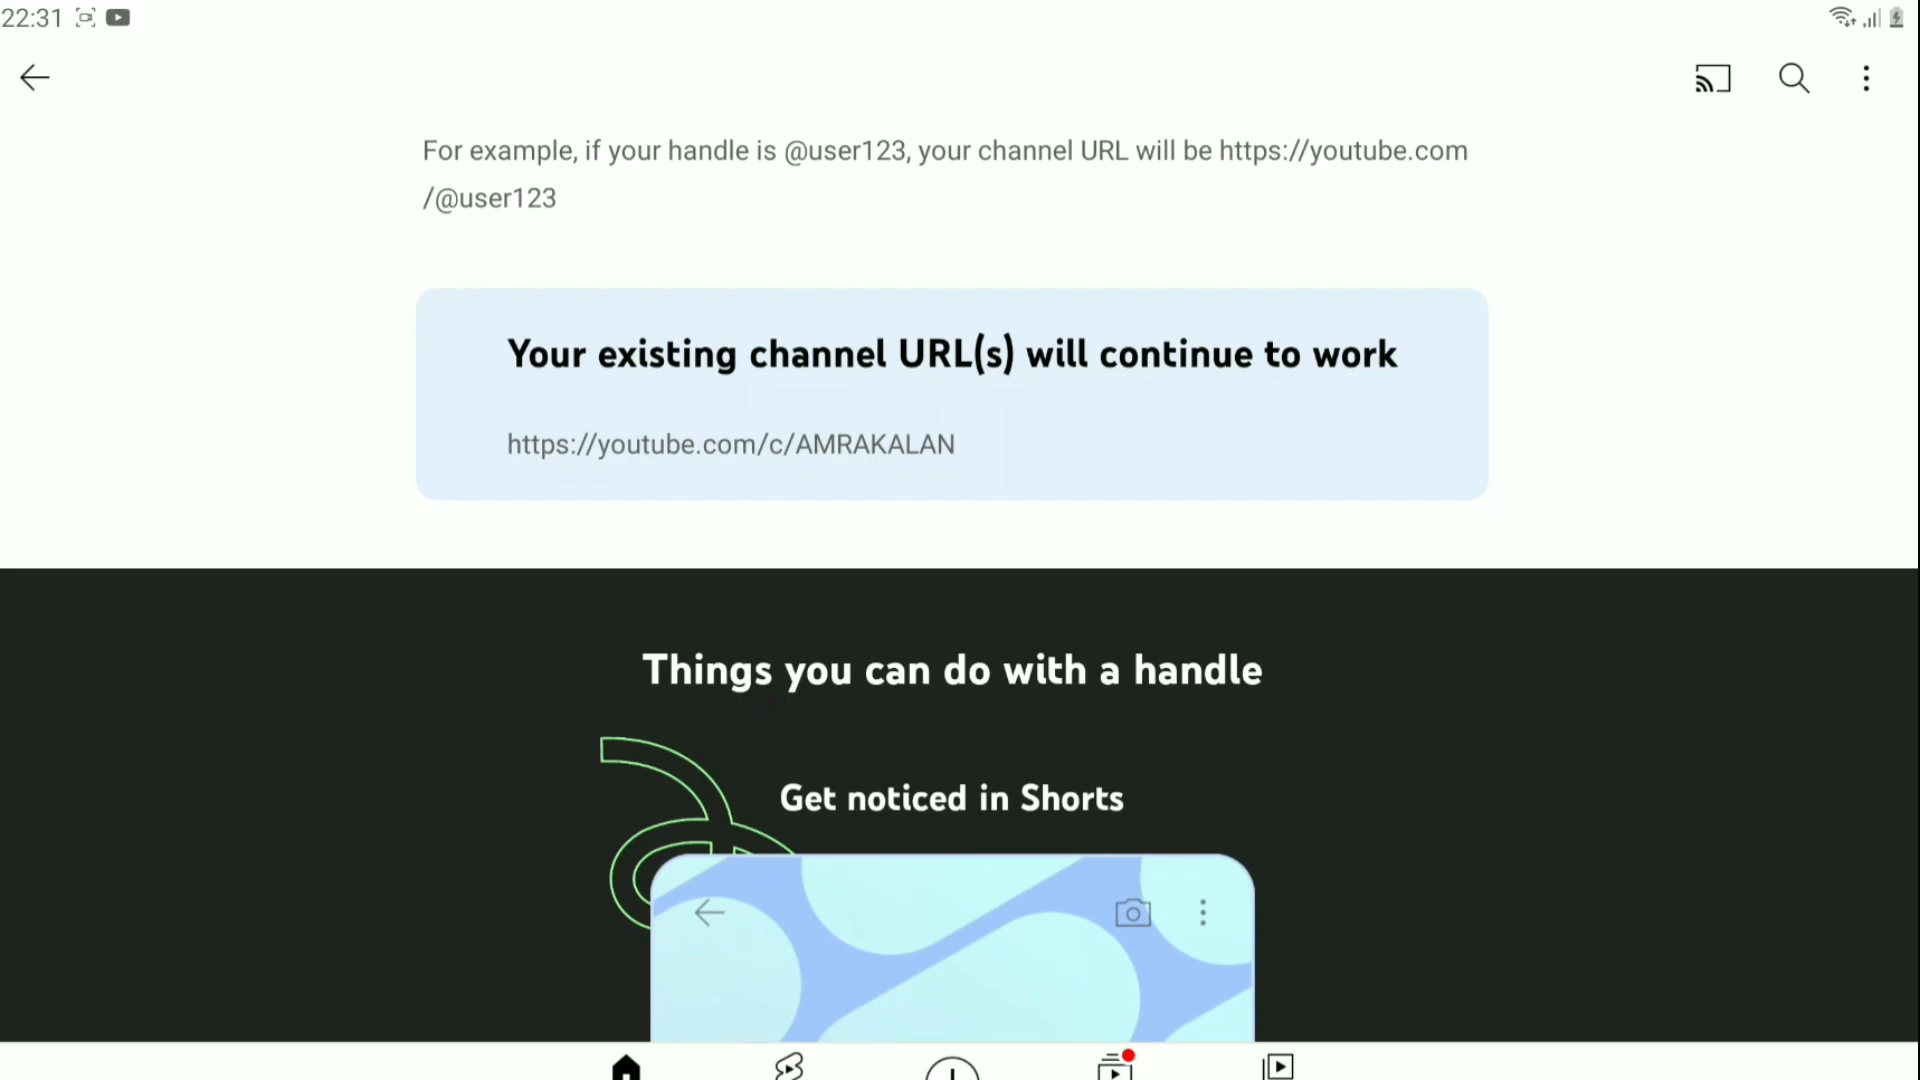 22:31
For example, if your handle is @user123, your channel URL will be https://youtube.com
/@user123
Your existing channel URL(s) will continue to work
https://youtube.com/c/AMRAKALAN
Things you can do with a handle
Get noticed in Shorts